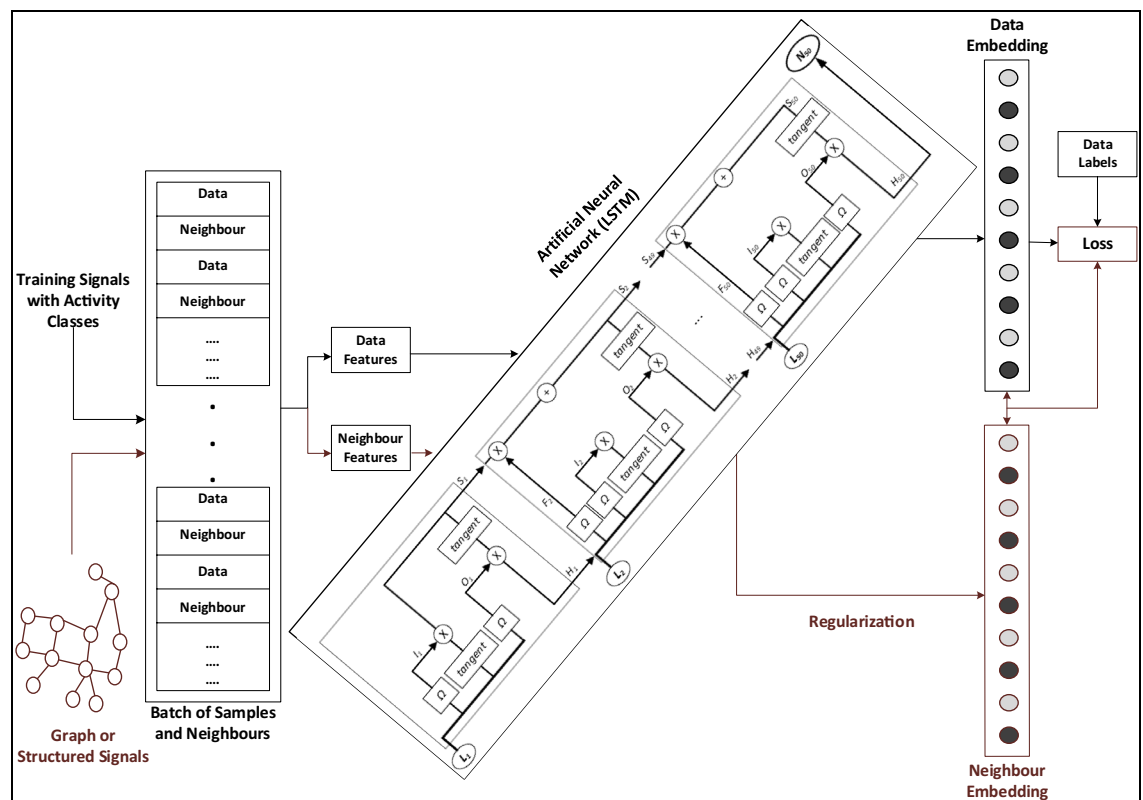 Training Signals
with Activity
Classes
Graph or
Structured Signals
Data
Neighbour
Data
Neighbour
....
....
....
.
.
.
Data
Neighbour
Data
Neighbour
....
....
....
Batch of Samples
and Neighbours
Data
Features
Neighbour
Features
Artificial Neural
Network (LSTM)
L1
I1
Ω
tangent
Ω
X
O1
X
tangent
S1
H1
L2
F2
Ω
I2
Ω
tangent
Ω
X
X
+
O2
X
tangent
S2
H2
...
S49
H49
L50
F50
Ω
I50
Ω
tangent
Ω
X
X
+
O50
X
tangent
S50
H50
N50
Regularization
Data
Embedding
Data
Labels
Loss
Neighbour
Embedding